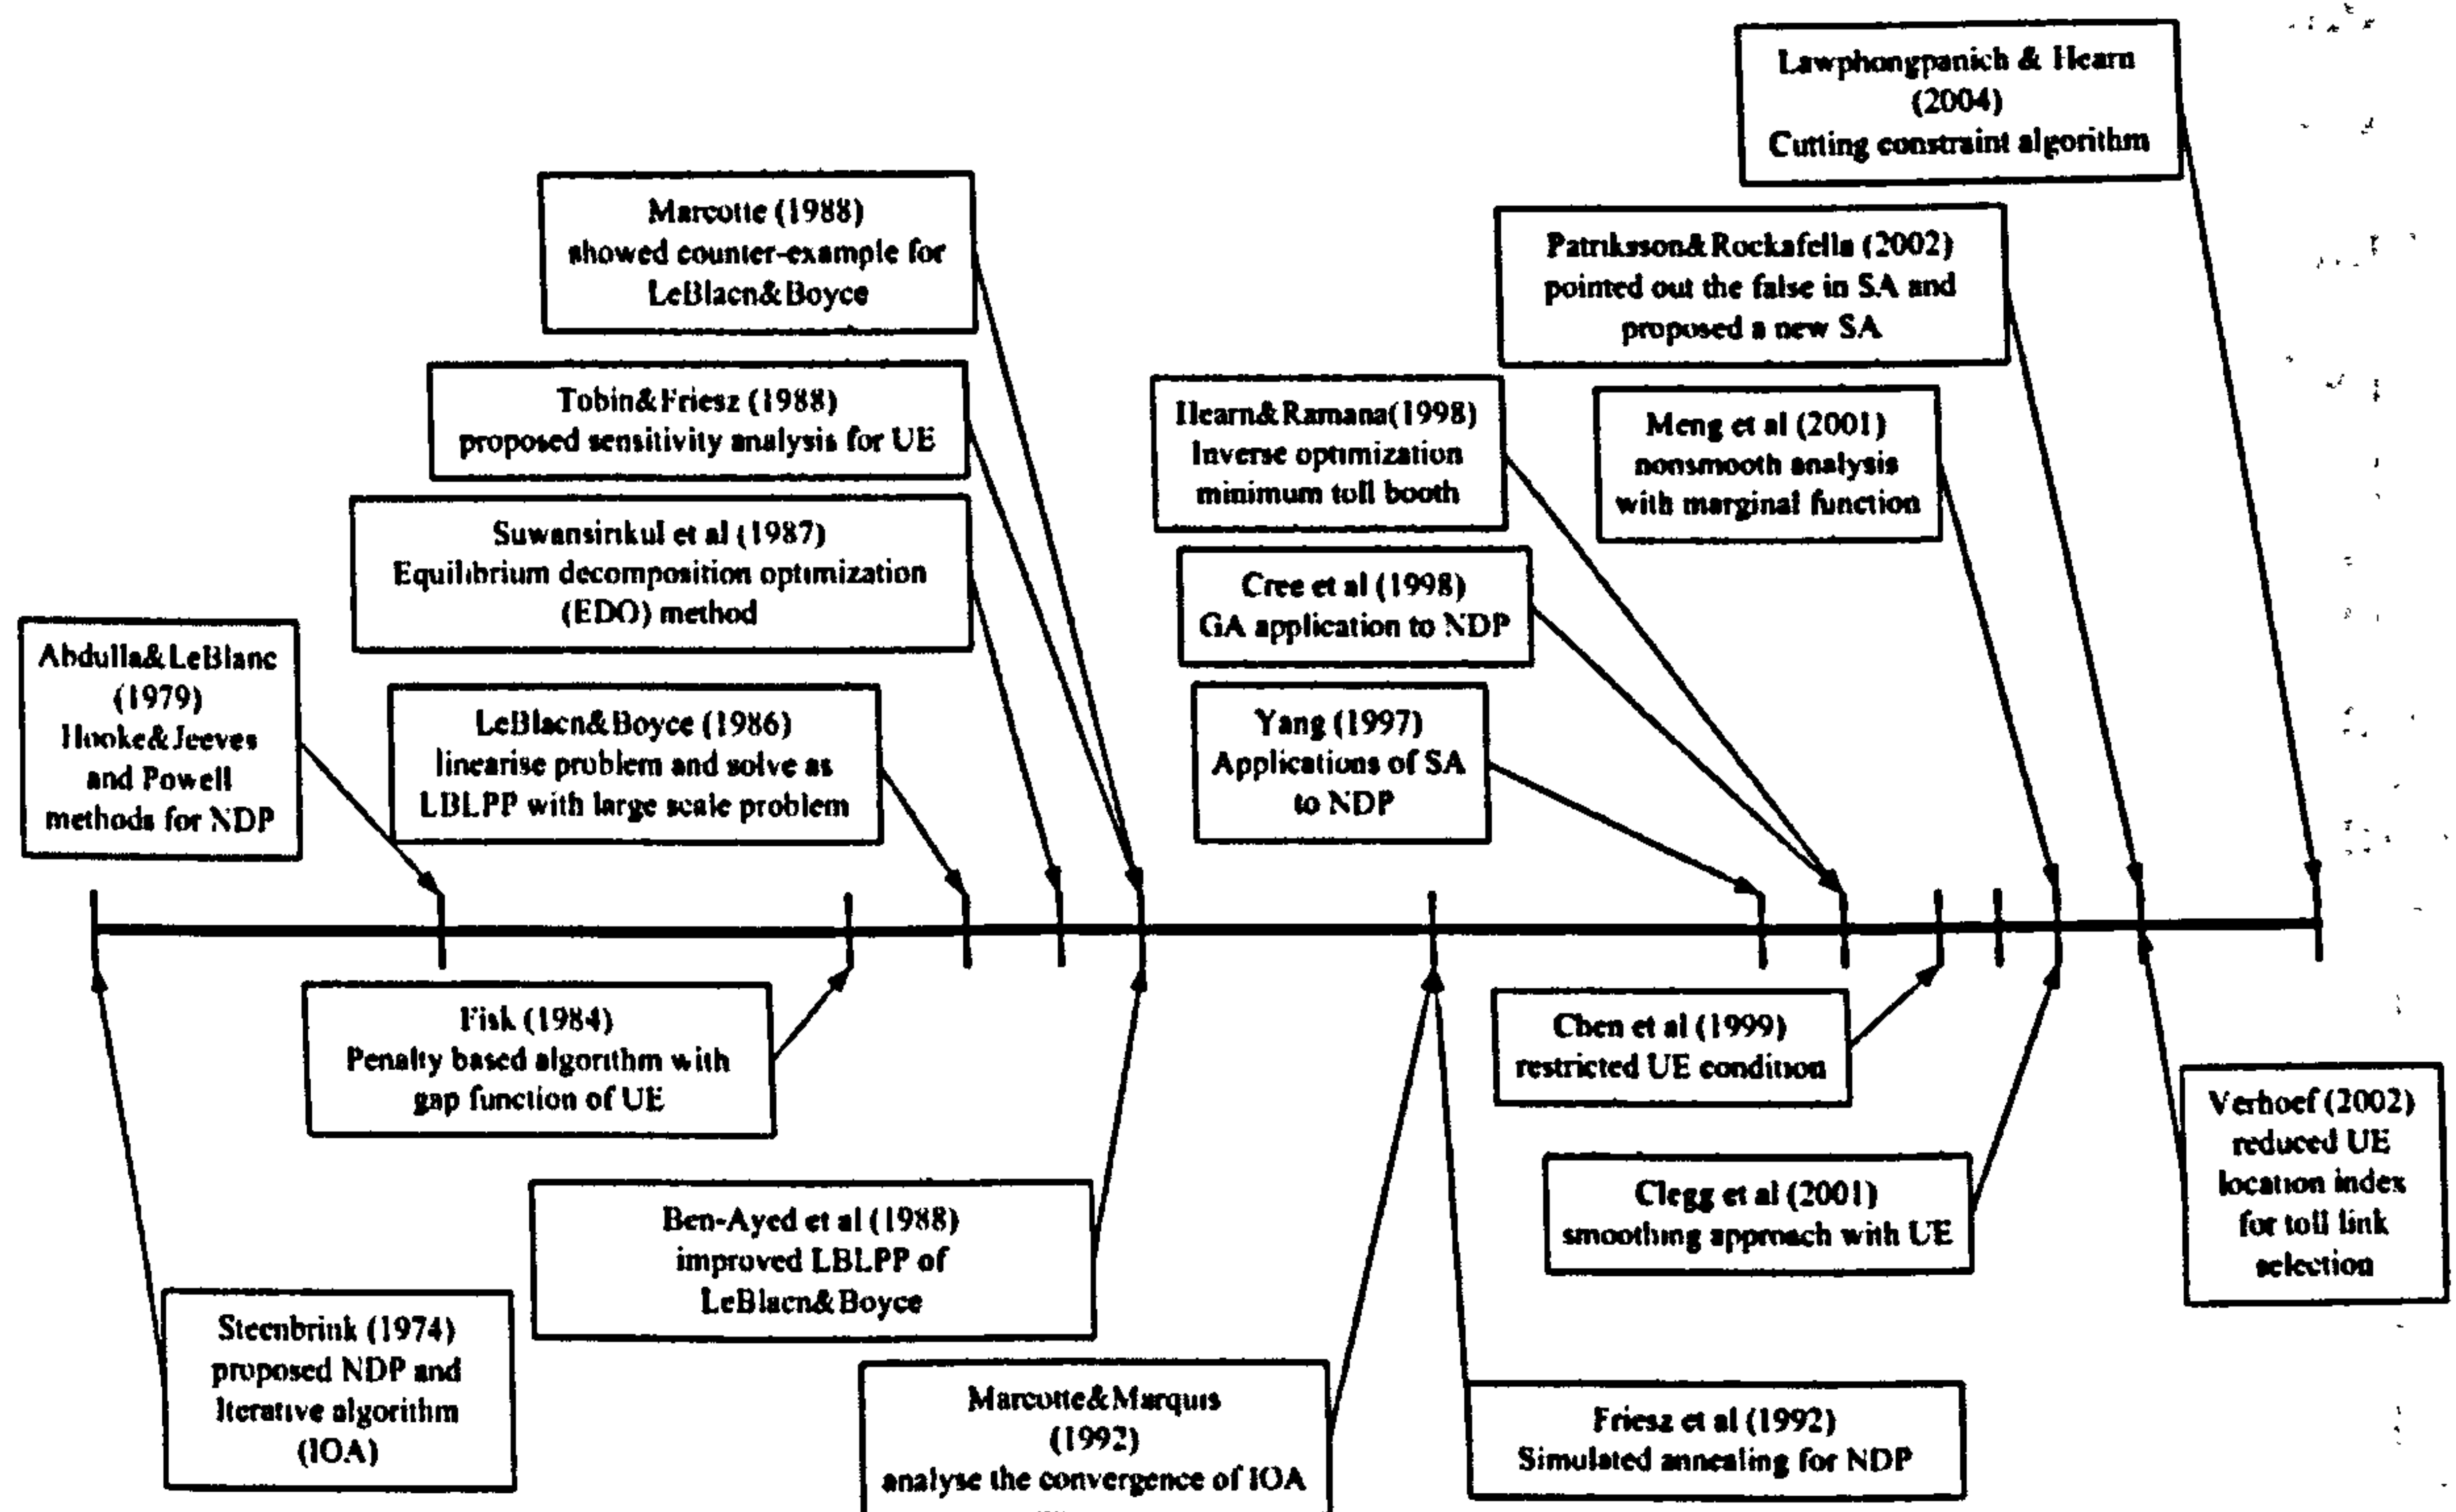 Lawphongpanich & Hearn
(2004)
Cutting constraint algorithm
Marcotte (1988)
showed counter-example for
LeBlacn&Boyce
Patriksson&Rockafella (2002)
pointed out the false in SA and
proposed a new SA
Tobin&Friesz (1988)
proposed sensitivity analysis for UE
Hearn&Ramana(1998)
Inverse optimization
minimum toll booth
Meng et al (2001)
nonsmooth analysis
with marginal function
Suwansirikul et al (1987)
Equilibrium decomposition optimization
(EDO) method
Cree et al (1998)
GA application to NDP
Abdulla&LeBlanc
(1979)
Hooke&Jeeves
and Powell
methods for NDP
LeBlacn&Boyce (1986)
linearise problem and solve as
LBLPP with large scale problem
Yang (1997)
Applications of SA
to NDP
Fisk (1984)
Penalty based algorithm with
gap function of UE
Chen et al (1999)
restricted UE condition
Verhoef (2002)
reduced UE
location index
for toll link
selection
Clegg et al (2001)
smoothing approach with UE
Ben-Ayed et al (1988)
improved LBLPP of
LeBlacn&Boyce
Steenbrink (1974)
proposed NDP and
Iterative algorithm
(IOA)
Marcotte&Marquis
(1992)
analyse the convergence of IOA
Friesz et al (1992)
Simulated annealing for NDP